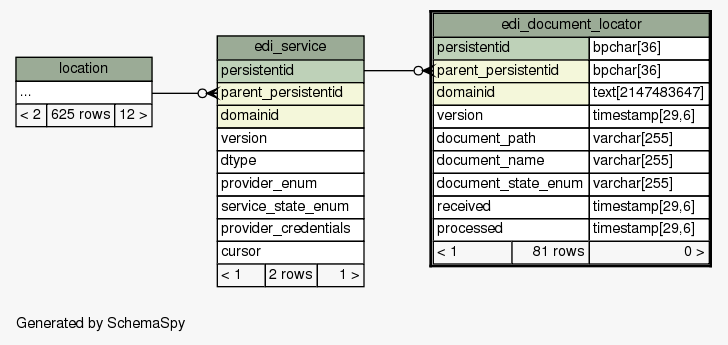 location
...
< 2 625 rows 12 >
edi_service
persistentid
parent_persistentid
domainid
version
dtype
provider_enum
service_state_enum
provider_credentials
cursor
< 1 2 rows 1 >
edi_document_locator
persistentid bpchar[36]
parent_persistentid bpchar[36]
domainid text[2147483647]
version timestamp[29,6]
document_path varchar[255]
document_name varchar[255]
document_state_enum varchar[255]
received timestamp[29,6]
processed timestamp[29,6]
< 1 81 rows 0 >
Generated by SchemaSpy